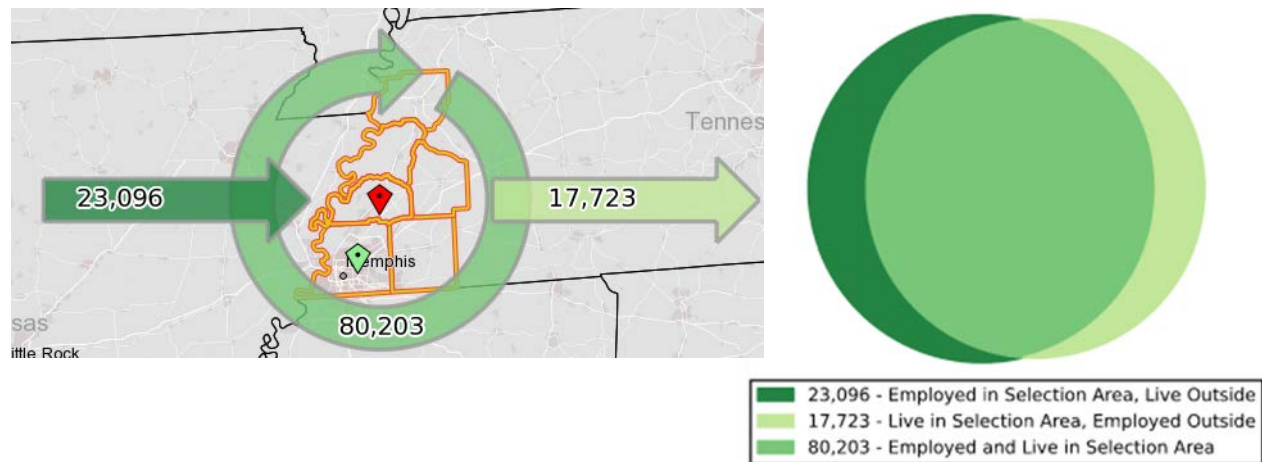 Tennes
23,096
17,723
Memphis
80,203
sas
ittle Rock
23,096 - Employed in Selection Area, Live Outside
17,723 - Live in Selection Area, Employed Outside
80,203 - Employed and Live in Selection Area